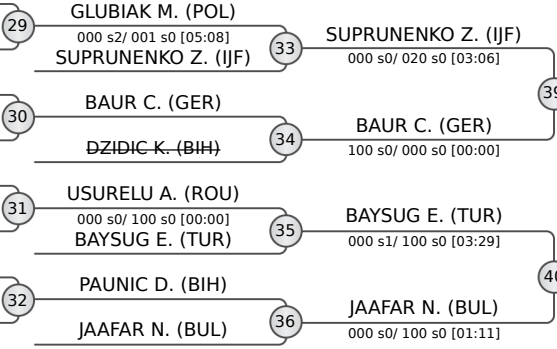 GLUBIAK M. (POL)
29
000 s2/ 001 s0 [05:08]
SUPRUNENKO Z. (IJF)
33
SUPRUNENKO Z. (IJF)
000 s0/ 020 s0 [03:06]
39
BAUR C. (GER)
30
DZIDIC K. (BIH)
34
BAUR C. (GER)
100 s0/ 000 s0 [00:00]
USURELU A. (ROU)
31
000 s0/ 100 s0 [00:00]
BAYSUG E. (TUR)
35
BAYSUG E. (TUR)
000 s1/ 100 s0 [03:29]
40
PAUNIC D. (BIH)
32
JAAFAR N. (BUL)
36
JAAFAR N. (BUL)
000 s0/ 100 s0 [01:11]